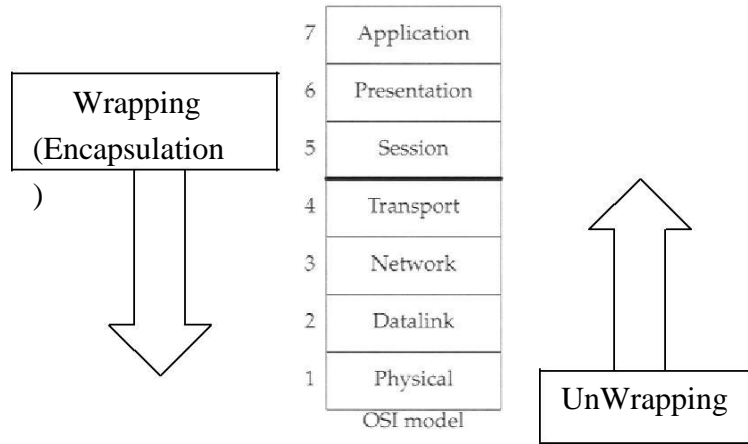 Wrapping
(Encapsulation
)
7 Application
6 Presentation
5 Session
4 Transport
3 Network
2 Datalink
1 Physical
OSI model
UnWrapping